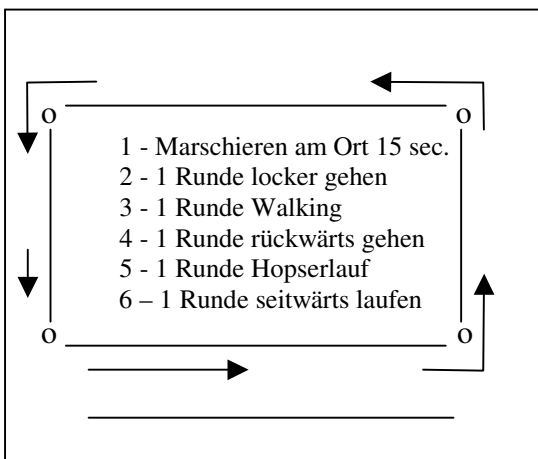 o
o
1 - Marschieren am Ort 15 sec.
2 - 1 Runde locker gehen
3 - 1 Runde Walking
4 - 1 Runde rückwärts gehen
5 - 1 Runde Hopserlauf
6 – 1 Runde seitwärts laufen
o
o